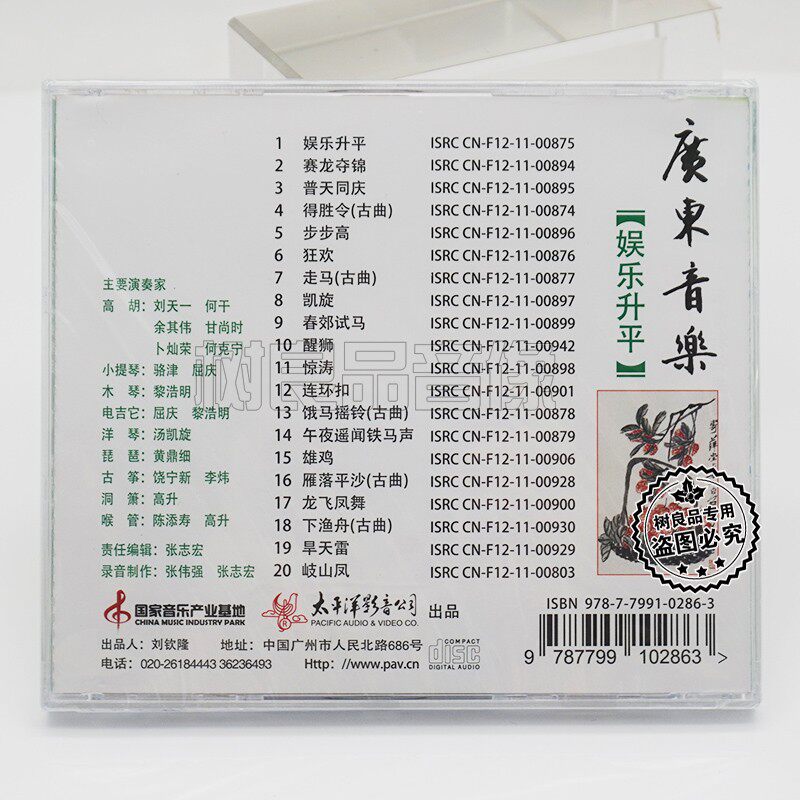 廣東音樂
【娱乐升平】
1 娱乐升平 ISRC CN-F12-11-00875
2 赛龙夺锦 ISRC CN-F12-11-00894
3 普天同庆 ISRC CN-F12-11-00895
4 得胜令(古曲) ISRC CN-F12-11-00874
5 步步高 ISRC CN-F12-11-00896
6 狂欢 ISRC CN-F12-11-00876
7 走马(古曲) ISRC CN-F12-11-00877
8 凯旋 ISRC CN-F12-11-00897
9 春郊试马 ISRC CN-F12-11-00899
10 醒狮 ISRC CN-F12-11-00942
11 惊涛 ISRC CN-F12-11-00898
12 连环扣 ISRC CN-F12-11-00901
13 饿马摇铃(古曲) ISRC CN-F12-11-00878
14 午夜遥闻铁马声 ISRC CN-F12-11-00879
15 雄鸡 ISRC CN-F12-11-00906
16 雁落平沙(古曲) ISRC CN-F12-11-00928
17 龙飞凤舞 ISRC CN-F12-11-00900
18 下渔舟(古曲) ISRC CN-F12-11-00930
19 旱天雷 ISRC CN-F12-11-00929
20 岐山凤 ISRC CN-F12-11-00803
主要演奏家
高 胡: 刘天一 何干
余其伟 甘尚时
卜灿荣 何克宁
小提琴: 骆津 屈庆
木 琴: 黎浩明
电吉它: 屈庆 黎浩明
洋 琴: 汤凯旋
琵 琶: 黄鼎细
古 筝: 饶宁新 李炜
洞 箫: 高升
喉 管: 陈添寿 高升
责任编辑: 张志宏
录音制作: 张伟强 张志宏
树良品音像
树良品专用
盗图必究
国家音乐产业基地
CHINA MUSIC INDUSTRY PARK
太平洋影音公司 出品
PACIFIC AUDIO & VIDEO CO.
出品人: 刘钦隆 地址: 中国广州市人民北路686号
电话: 020-26184443 36236493 Http: //www.pav.cn
COMPACT
disc
DIGITAL AUDIO
ISBN 978-7-7991-0286-3
9 787799 102863 >